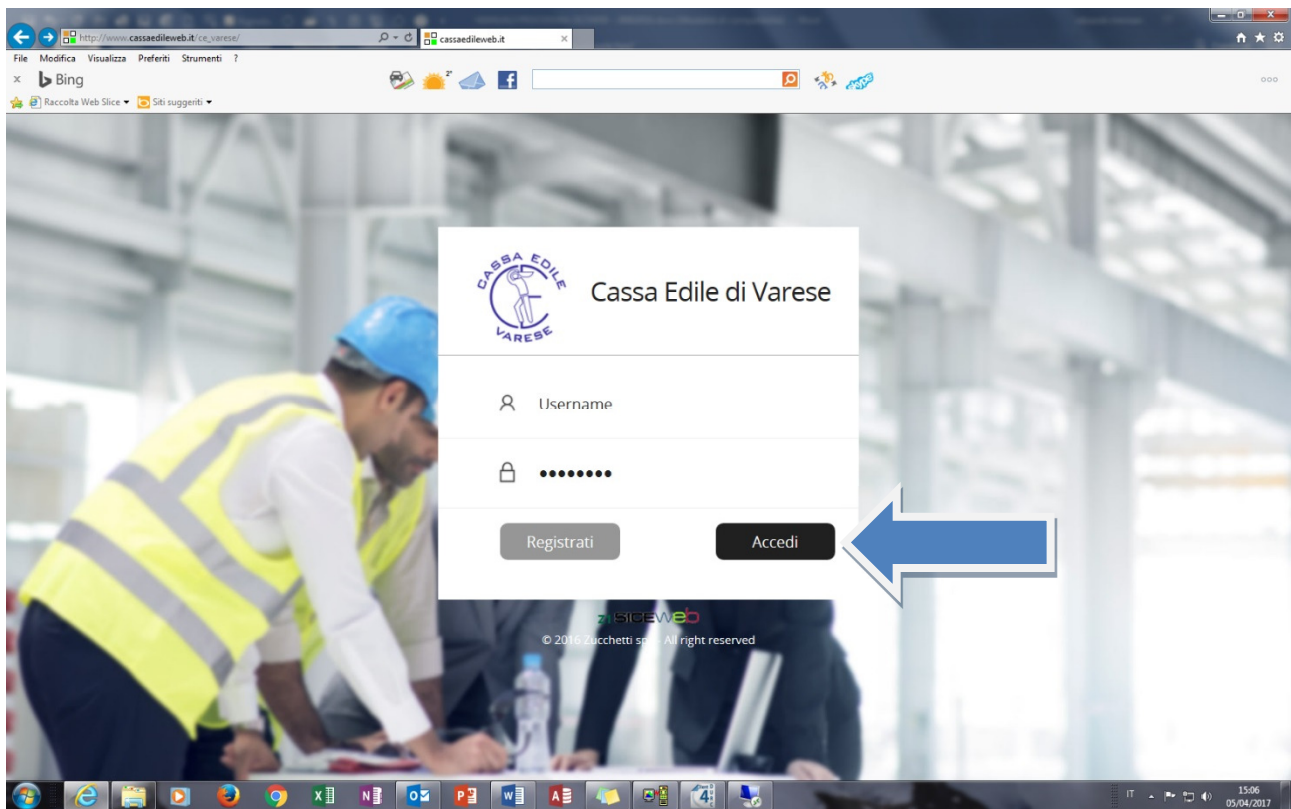 http://www.cassaedileweb.it/ce_varese/
cassaedileweb.it
File Modifica Visualizza Preferiti Strumenti ?
x Bing
2°
Raccolta Web Slice Siti suggeriti
CASSA EDILE
VARESE
Cassa Edile di Varese
Username
Registrati Accedi
SICEWeb
© 2016 Zucchetti All right reserved
IT
15:06
05/04/2017